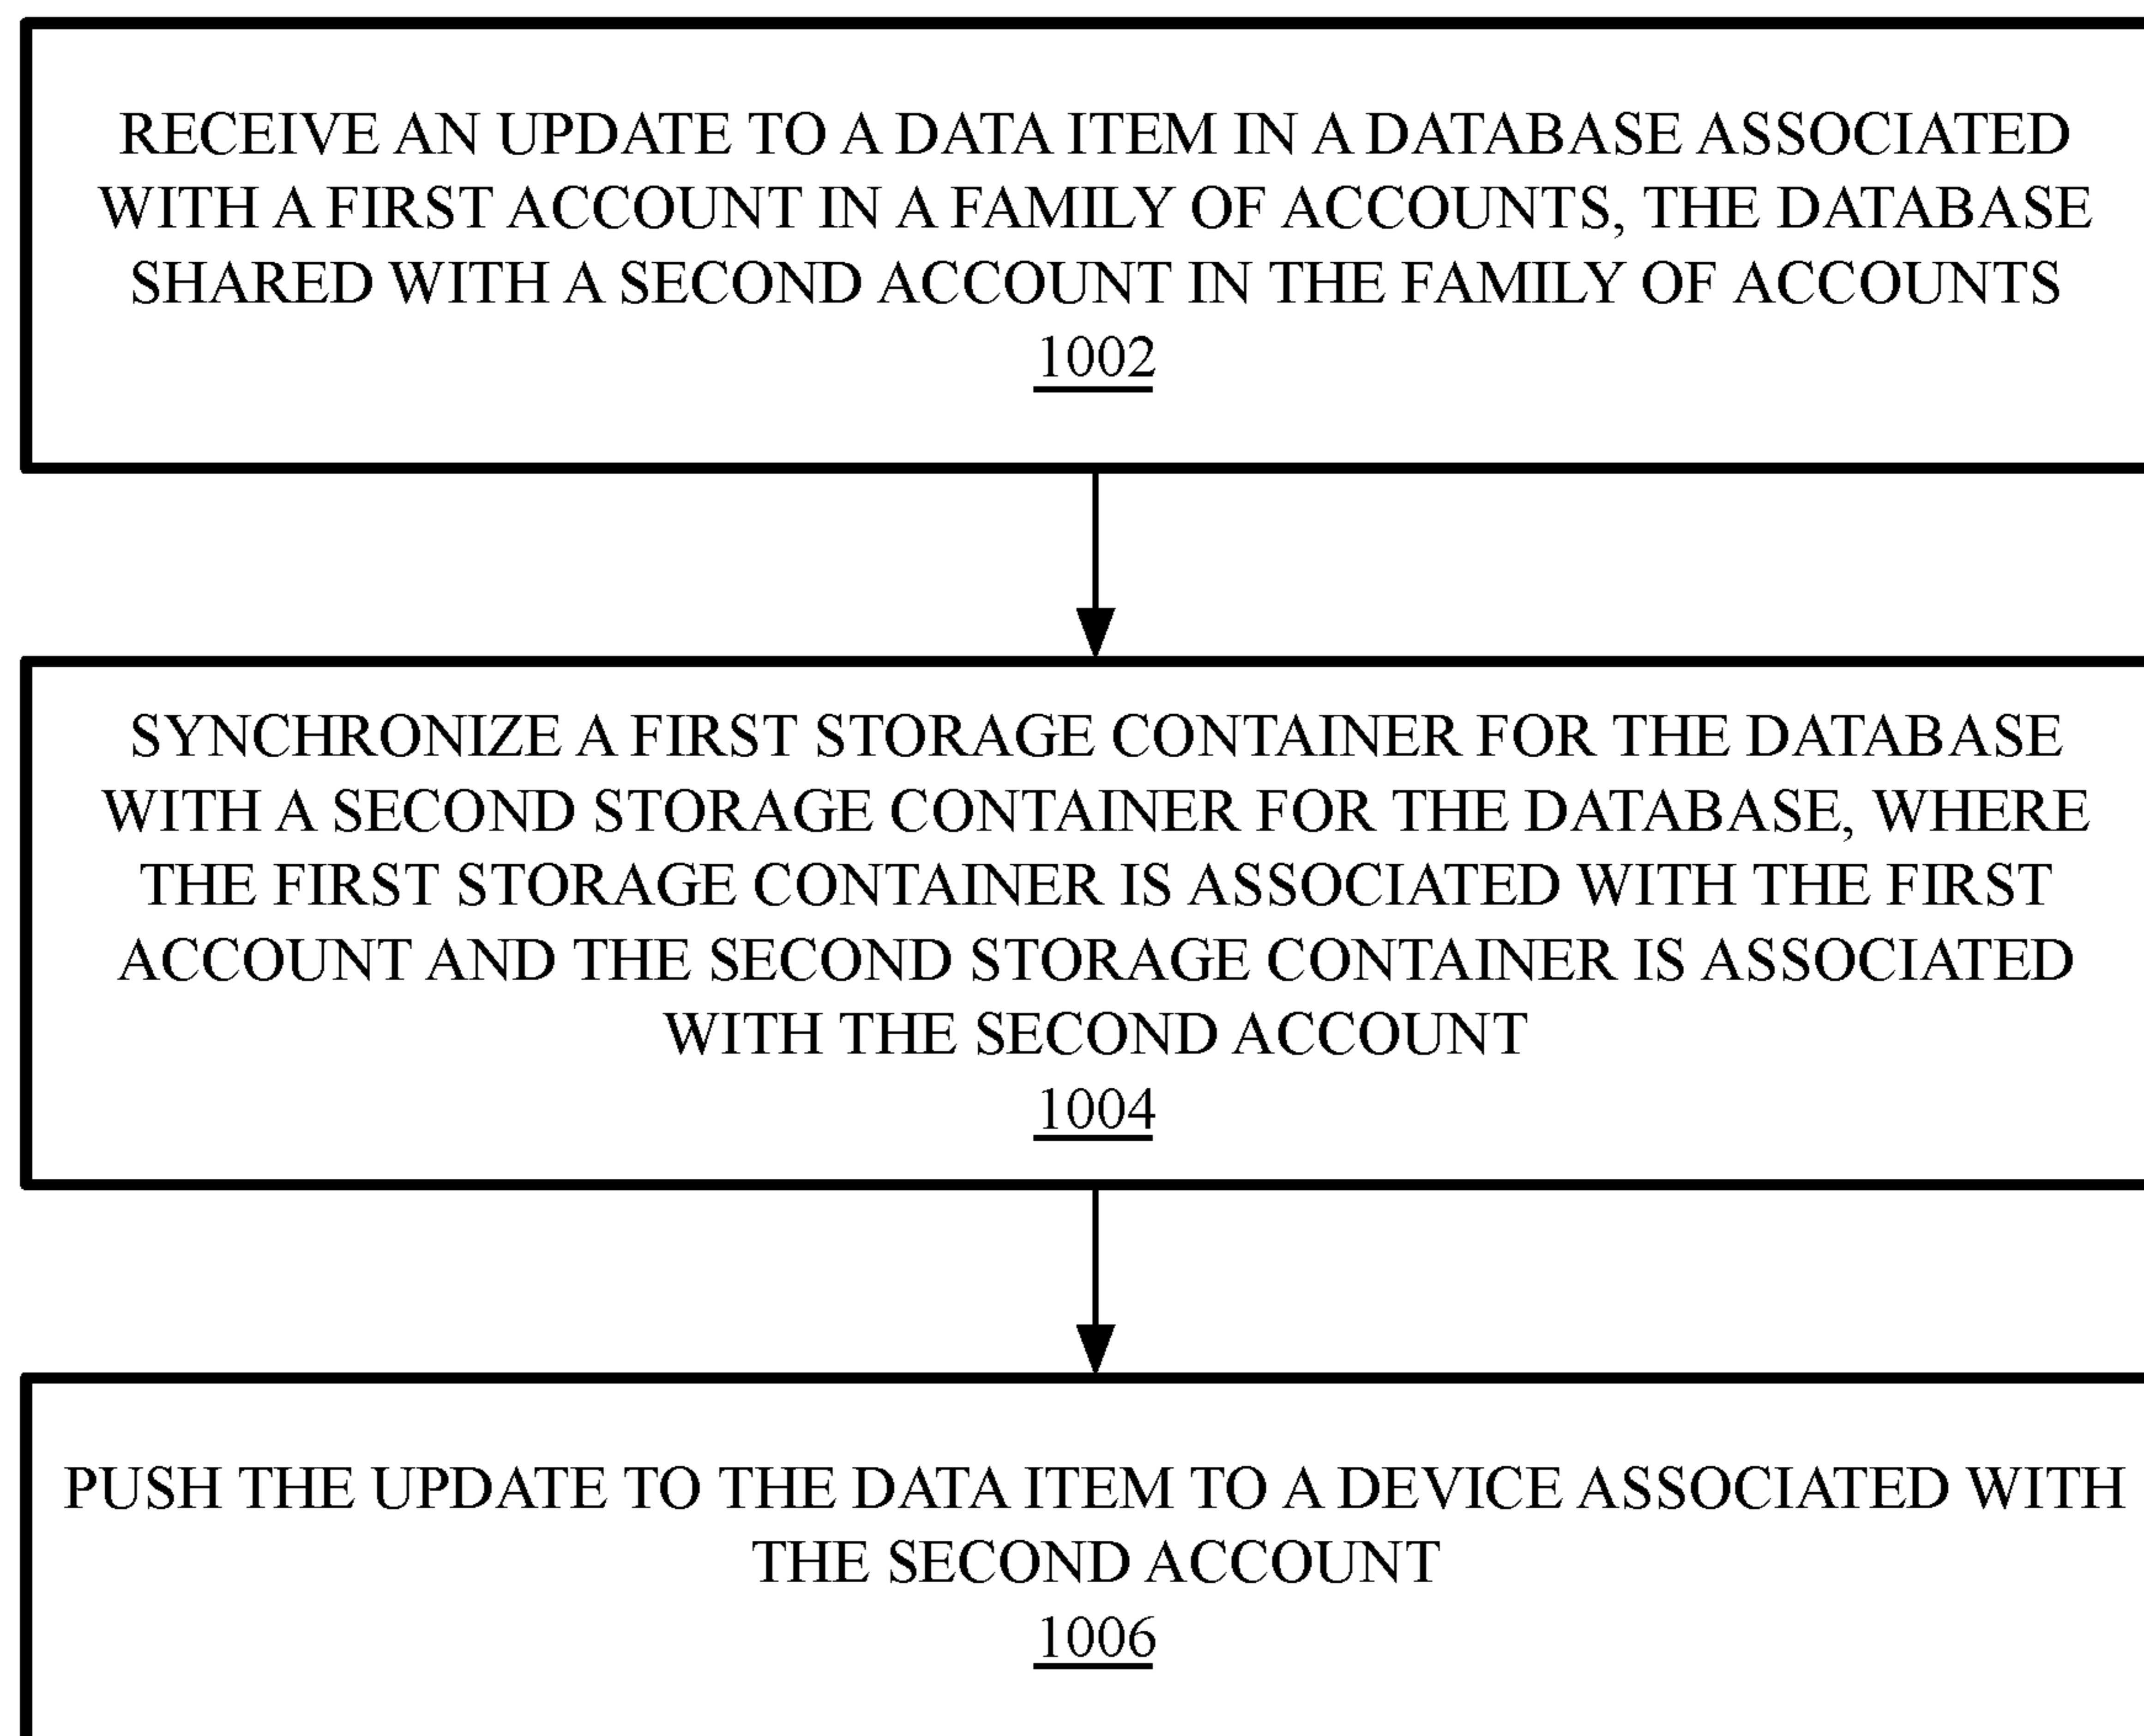 RECEIVE AN UPDATE TO A DATA ITEM IN A DATABASE ASSOCIATED
WITH A FIRST ACCOUNT IN A FAMILY OF ACCOUNTS, THE DATABASE
SHARED WITH A SECOND ACCOUNT IN THE FAMILY OF ACCOUNTS
1002
SYNCHRONIZE A FIRST STORAGE CONTAINER FOR THE DATABASE
WITH A SECOND STORAGE CONTAINER FOR THE DATABASE, WHERE
THE FIRST STORAGE CONTAINER IS ASSOCIATED WITH THE FIRST
ACCOUNT AND THE SECOND STORAGE CONTAINER IS ASSOCIATED
WITH THE SECOND ACCOUNT
1004
PUSH THE UPDATE TO THE DATA ITEM TO A DEVICE ASSOCIATED WITH
THE SECOND ACCOUNT
1006